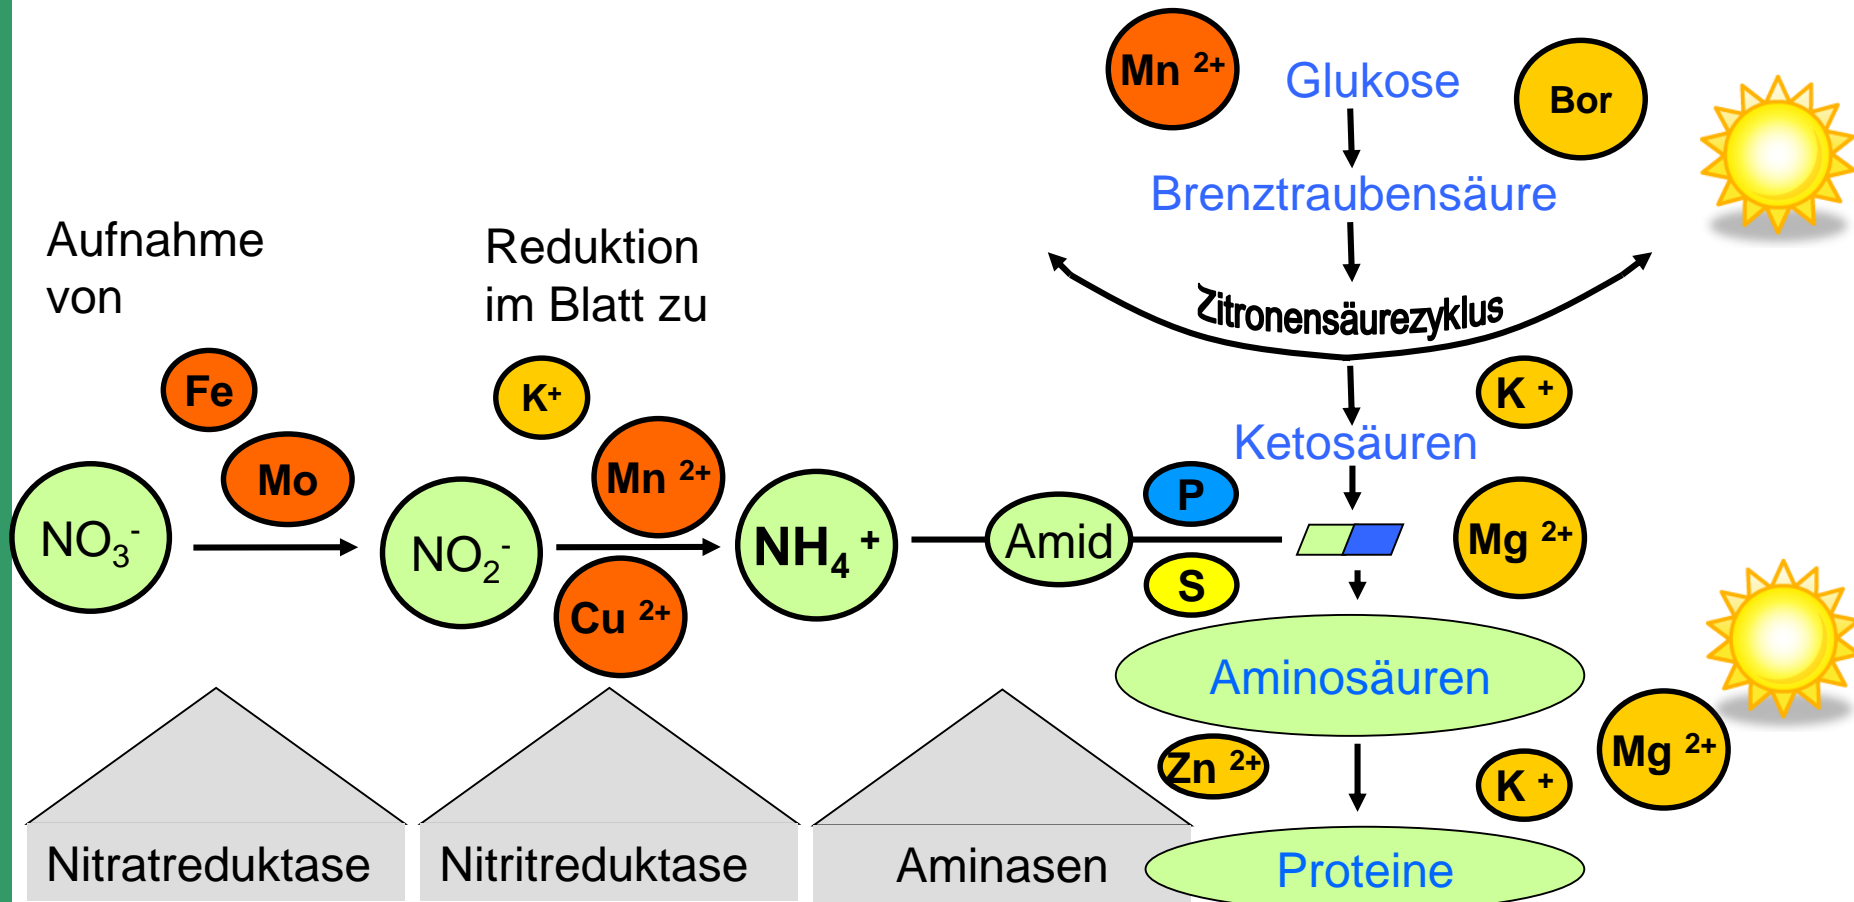 Mn 2+
Glukose
Bor
Brenztraubensäure
Aufnahme
von
Reduktion
im Blatt zu
Zitronensäurezyklus
Fe
K+
K +
Mo
Mn 2+
Ketosäuren
P
NO3-
NO2-
NH4 +
Amid
Mg 2+
S
Cu 2+
Aminosäuren
Zn 2+
K +
Mg 2+
Nitratreduktase
Nitritreduktase
Aminasen
Proteine